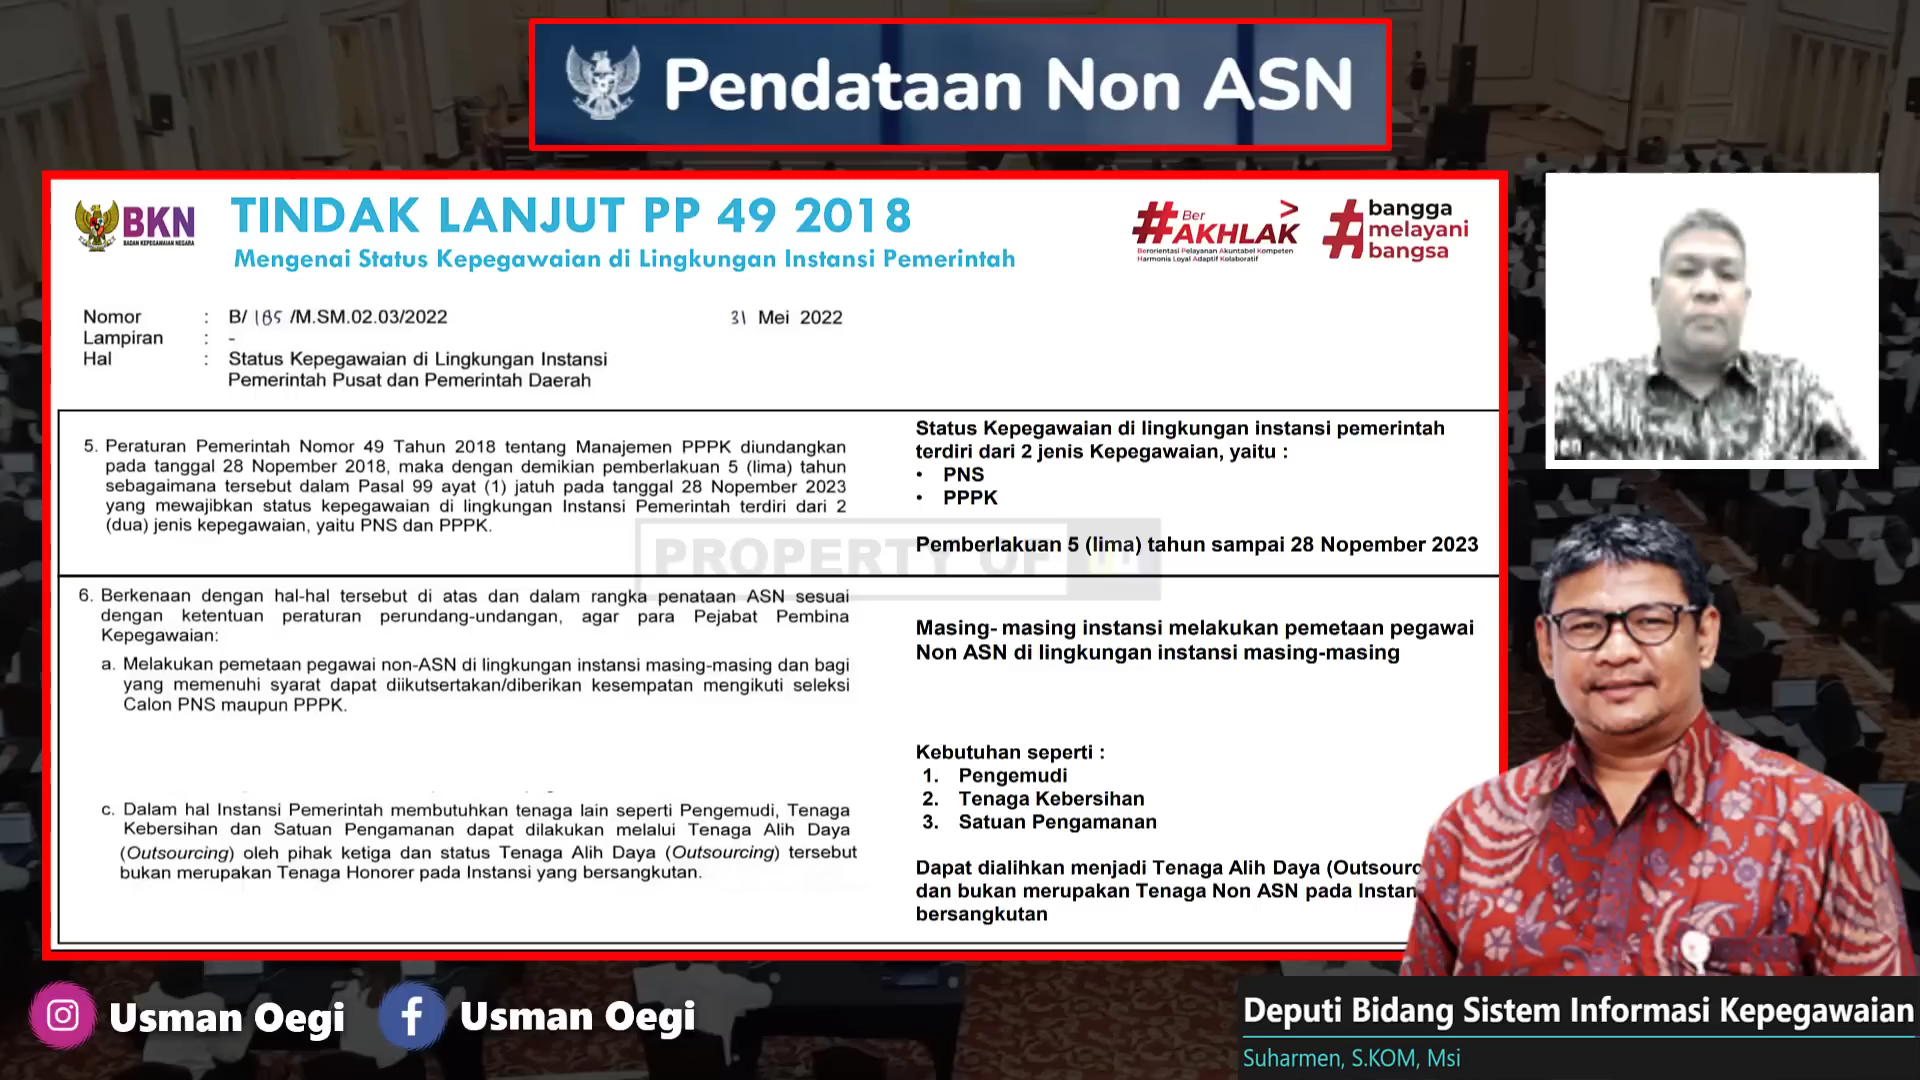 Pendataan Non ASN
BKN
BADAN KEPEGAWAIAN NEGARA
TINDAK LANJUT PP 49 2018
Mengenai Status Kepegawaian di Lingkungan Instansi Pemerintah
#BerAKHLAK
Berorientasi Pelayanan Akuntabel Kompeten
Harmonis Loyal Adaptif Kolaboratif
#bangga
melayani
bangsa
Nomor : B/ 185 /M.SM.02.03/2022 31 Mei 2022
Lampiran : -
Hal : Status Kepegawaian di Lingkungan Instansi
Pemerintah Pusat dan Pemerintah Daerah
5. Peraturan Pemerintah Nomor 49 Tahun 2018 tentang Manajemen PPPK diundangkan
pada tanggal 28 Nopember 2018, maka dengan demikian pemberlakuan 5 (lima) tahun
sebagaimana tersebut dalam Pasal 99 ayat (1) jatuh pada tanggal 28 Nopember 2023
yang mewajibkan status kepegawaian di lingkungan Instansi Pemerintah terdiri dari 2
(dua) jenis kepegawaian, yaitu PNS dan PPPK.
Status Kepegawaian di lingkungan instansi pemerintah
terdiri dari 2 jenis Kepegawaian, yaitu :
• PNS
• PPPK
Pemberlakuan 5 (lima) tahun sampai 28 Nopember 2023
PROPERTY OF
6. Berkenaan dengan hal-hal tersebut di atas dan dalam rangka penataan ASN sesuai
dengan ketentuan peraturan perundang-undangan, agar para Pejabat Pembina
Kepegawaian:
a. Melakukan pemetaan pegawai non-ASN di lingkungan instansi masing-masing dan bagi
yang memenuhi syarat dapat diikutsertakan/diberikan kesempatan mengikuti seleksi
Calon PNS maupun PPPK.
c. Dalam hal Instansi Pemerintah membutuhkan tenaga lain seperti Pengemudi, Tenaga
Kebersihan dan Satuan Pengamanan dapat dilakukan melalui Tenaga Alih Daya
(Outsourcing) oleh pihak ketiga dan status Tenaga Alih Daya (Outsourcing) tersebut
bukan merupakan Tenaga Honorer pada Instansi yang bersangkutan.
Masing- masing instansi melakukan pemetaan pegawai
Non ASN di lingkungan instansi masing-masing
Kebutuhan seperti :
1. Pengemudi
2. Tenaga Kebersihan
3. Satuan Pengamanan
Dapat dialihkan menjadi Tenaga Alih Daya (Outsourc
dan bukan merupakan Tenaga Non ASN pada Instan
bersangkutan
Usman Oegi
Usman Oegi
Deputi Bidang Sistem Informasi Kepegawaian
Suharmen, S.KOM, Msi